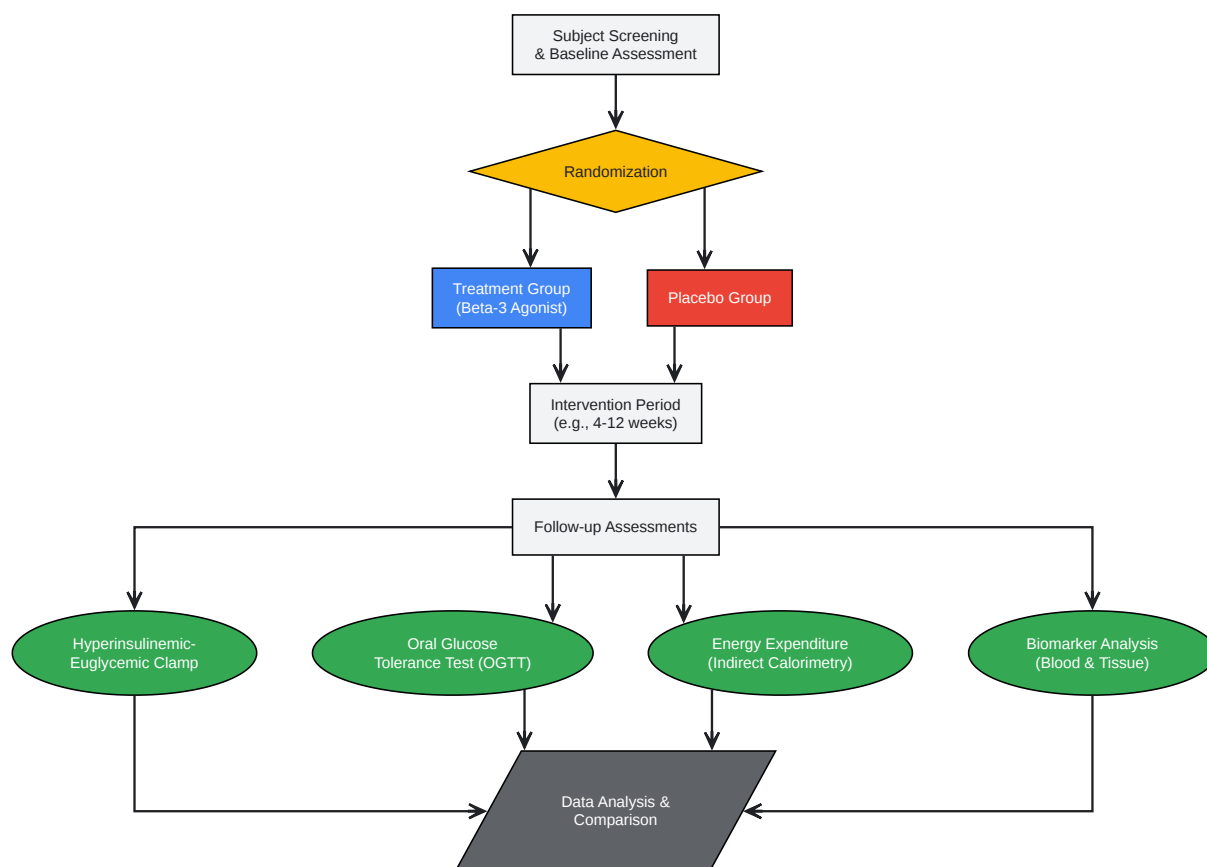 Subject Screening
& Baseline Assessment
Randomization
Treatment Group
(Beta-3 Agonist)
Placebo Group
Intervention Period
(e.g., 4-12 weeks)
Follow-up Assessments
Hyperinsulinemic-
Euglycemic Clamp
Oral Glucose
Tolerance Test (OGTT)
Energy Expenditure
(Indirect Calorimetry)
Biomarker Analysis
(Blood & Tissue)
Data Analysis &
Comparison